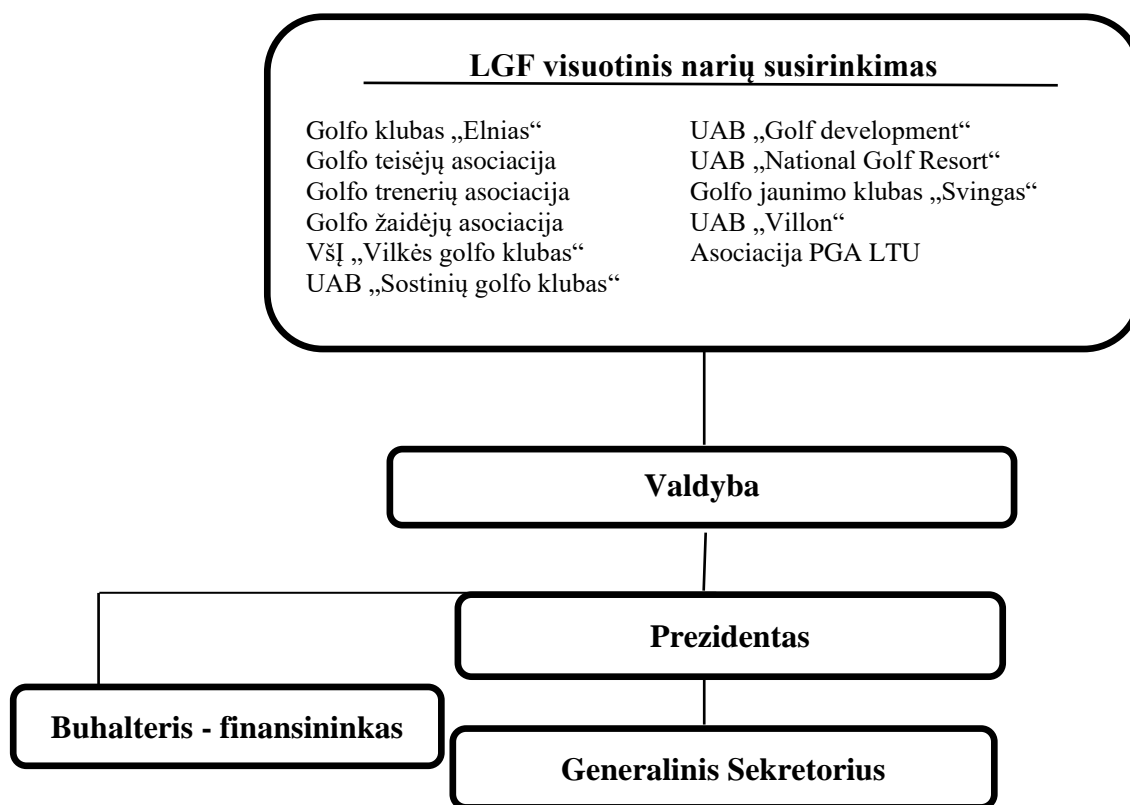 LGF visuotinis narių susirinkimas
Golfo klubas „Elnias“
Golfo teisėjų asociacija
Golfo trenerių asociacija
Golfo žaidėjų asociacija
VšĮ „Vilkės golfo klubas“
UAB „Sostinių golfo klubas“
UAB „Golf development“
UAB „National Golf Resort“
Golfo jaunimo klubas „Svingas“
UAB „Villon“
Asociacija PGA LTU
Valdyba
Prezidentas
Buhalteris - finansininkas
Generalinis Sekretorius